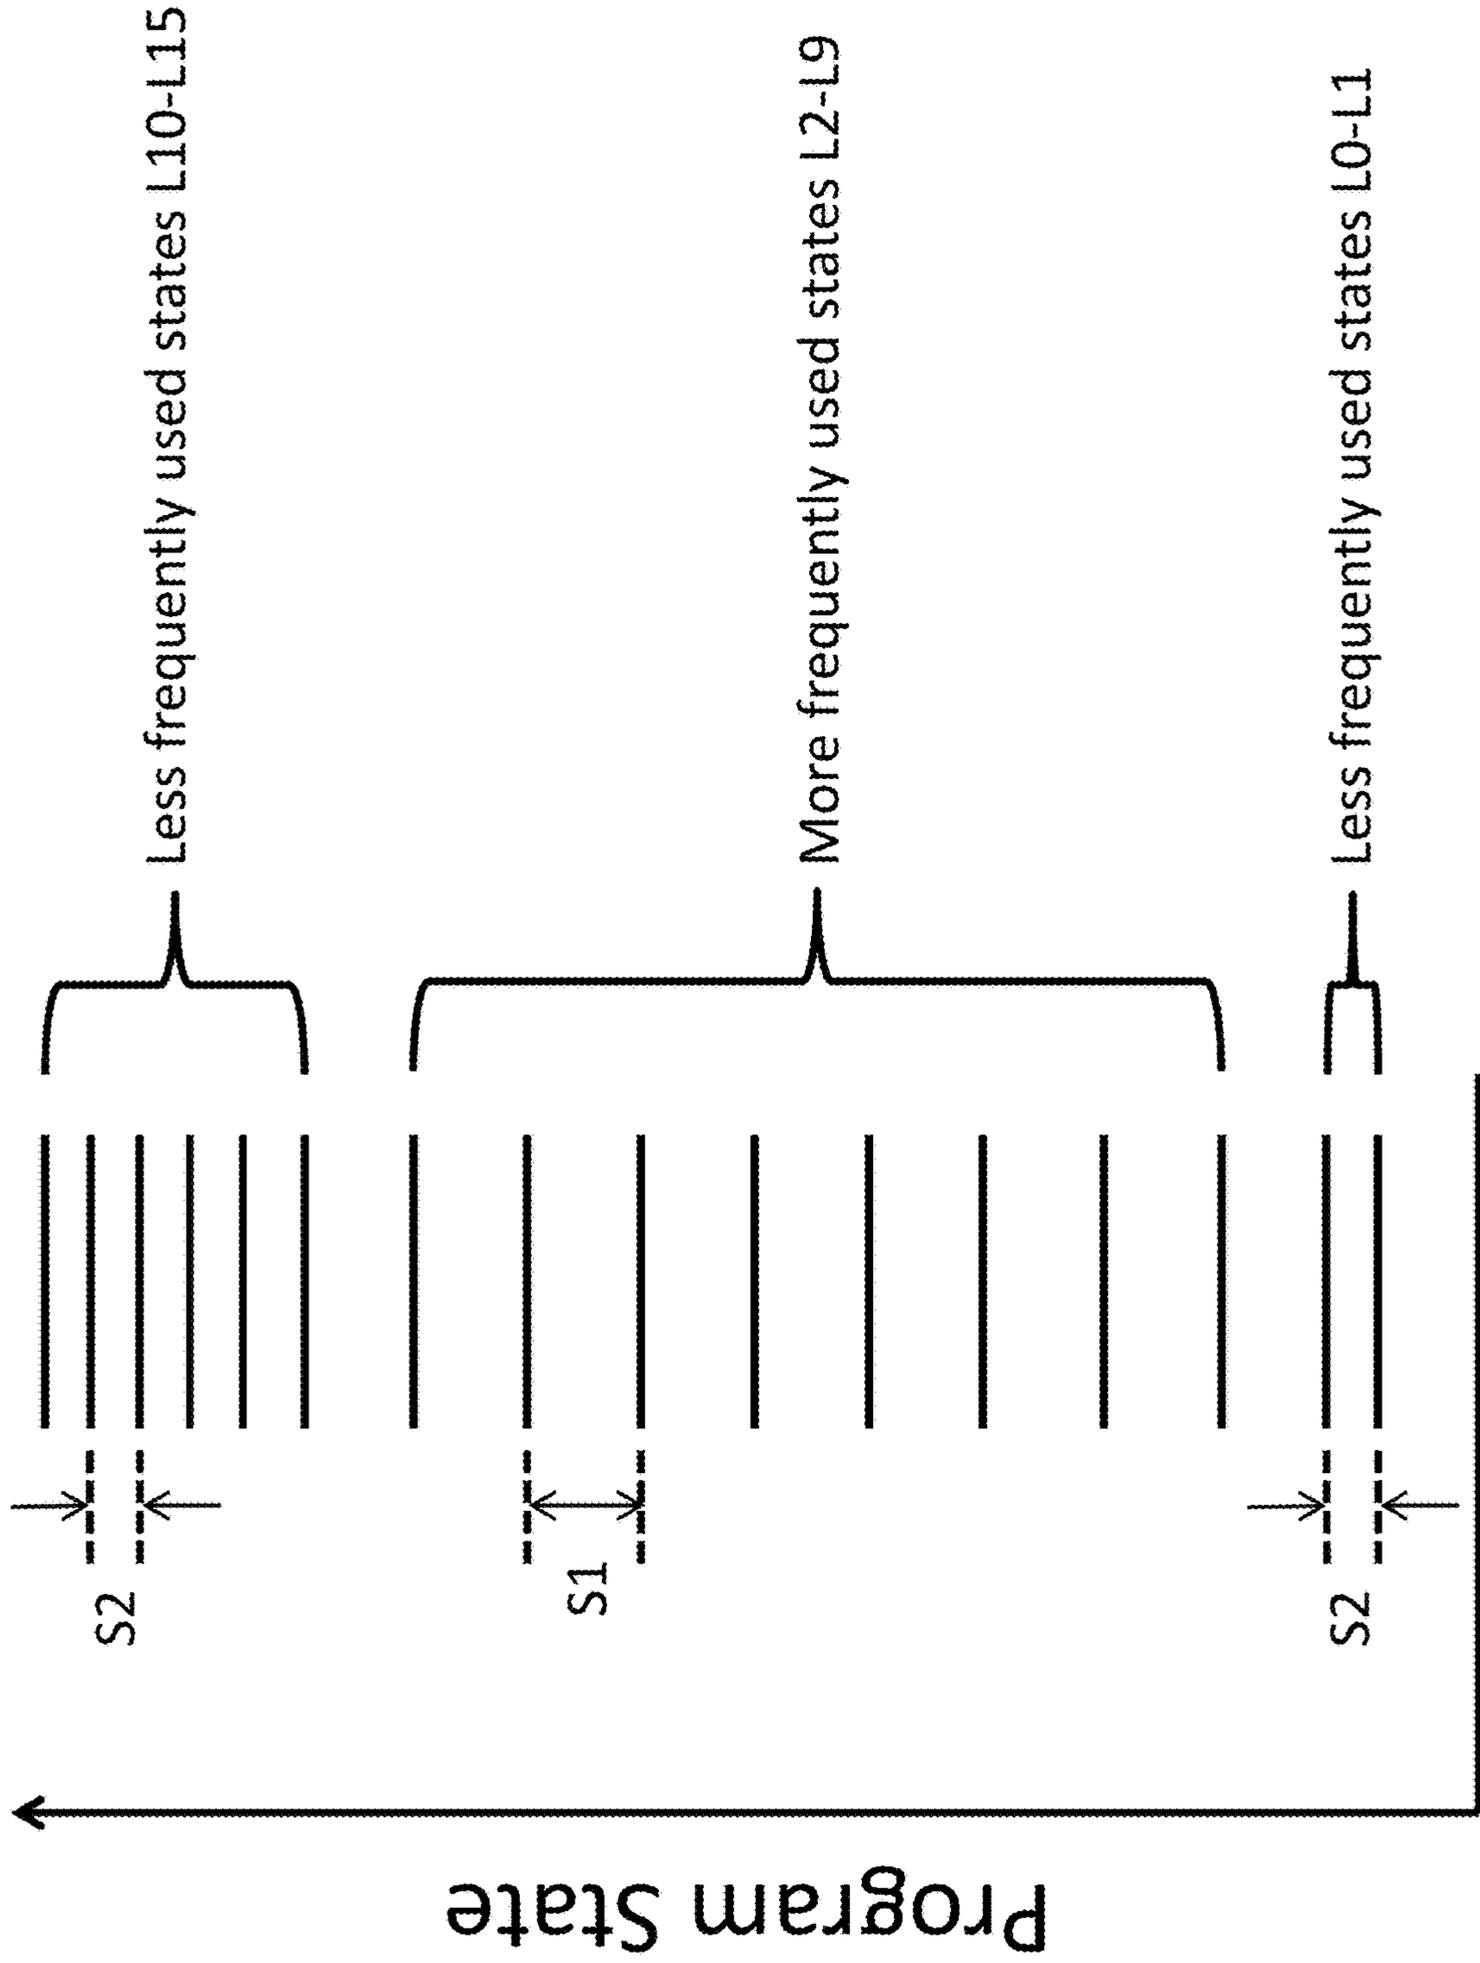 Less frequently used states L10-L15
More frequently used states L2-L9
Less frequently used states L0-L1
S2
S1
S2
Program State